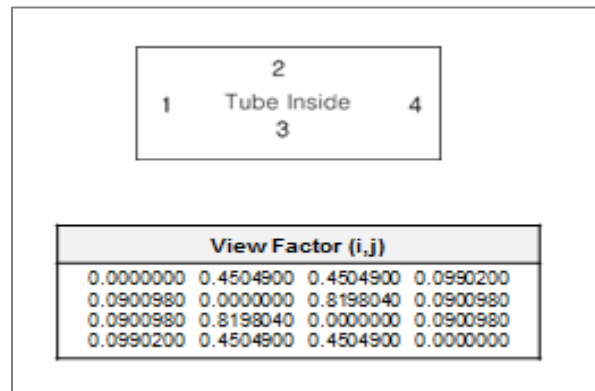 2
1 Tube Inside 4
3
View Factor (i,j)
0.0000000 0.4504900 0.4504900 0.0990200
0.0900980 0.0000000 0.8198040 0.0900980
0.0900980 0.8198040 0.0000000 0.0900980
0.0990200 0.4504900 0.4504900 0.0000000